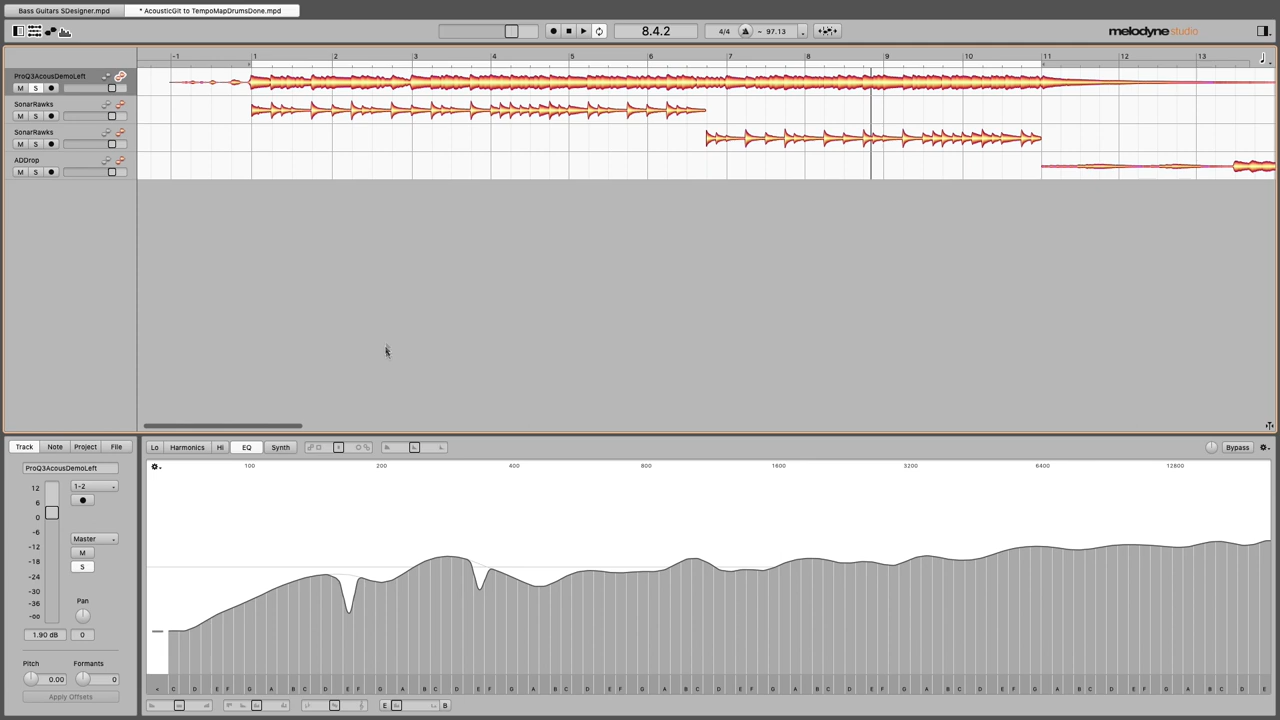 Bass Guitars SDesigner.mpd
* AcousticGit to TempoMapDrumsDone.mpd
8.4.2
4/4
~ 97.13
melodyne studio
-1 1 2 3 4 5 6 7 8 9 10 11 12 13
ProQ3AcousDemoLeft
M S
SonarRawks
M S
SonarRawks
M S
ADDrop
M S
Track Note Project File
Lo Harmonics Hi EQ Synth
Bypass
ProQ3AcousDemoLeft
100 200 400 800 1600 3200 6400 12800
12
6
0
-6
-12
-18
-24
-30
-36
-oo
1-2
Master
M
S
Pan
1.90 dB
0
Pitch
Formants
0.00
0
Apply Offsets
< C D E F G A B C D E F G A B C D E F G A B C D E F G A B C D E F G A B C D E F G A B C D E F G A B C D E F G A B C D E
E B